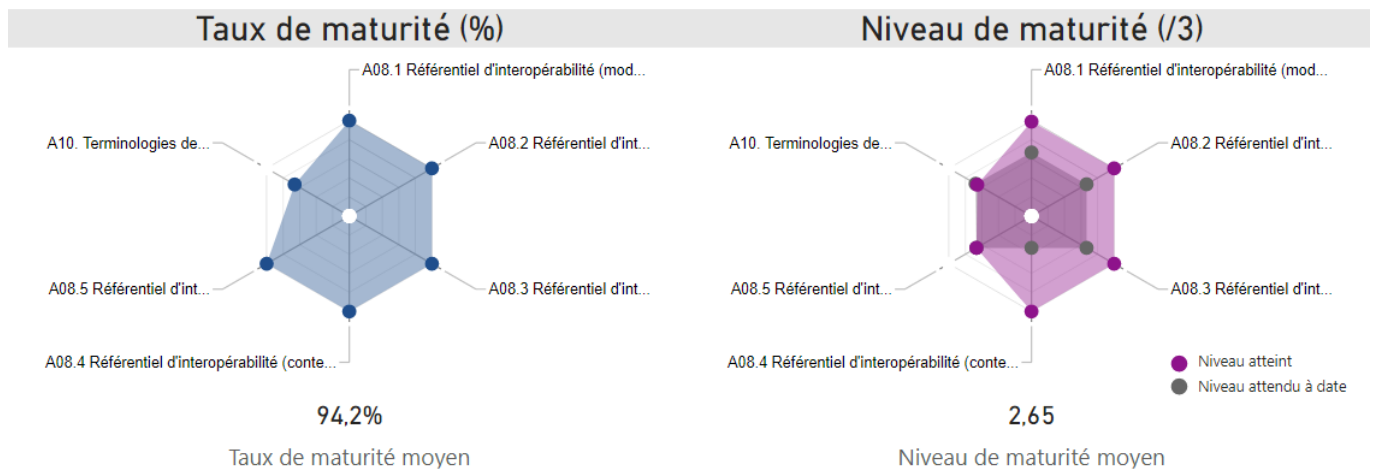 Taux de maturité (%)
A08.1 Référentiel d'interopérabilité (mod...
A10. Terminologies de...
A08.2 Référentiel d'int...
A08.5 Référentiel d'int...
A08.3 Référentiel d'int...
A08.4 Référentiel d'interopérabilité (conte...
94,2%
Taux de maturité moyen
Niveau de maturité (/3)
A08.1 Référentiel d'interopérabilité (mod...
A10. Terminologies de...
A08.2 Référentiel d'int...
A08.5 Référentiel d'int...
A08.3 Référentiel d'int...
A08.4 Référentiel d'interopérabilité (conte...
Niveau atteint
Niveau attendu à date
2,65
Niveau de maturité moyen